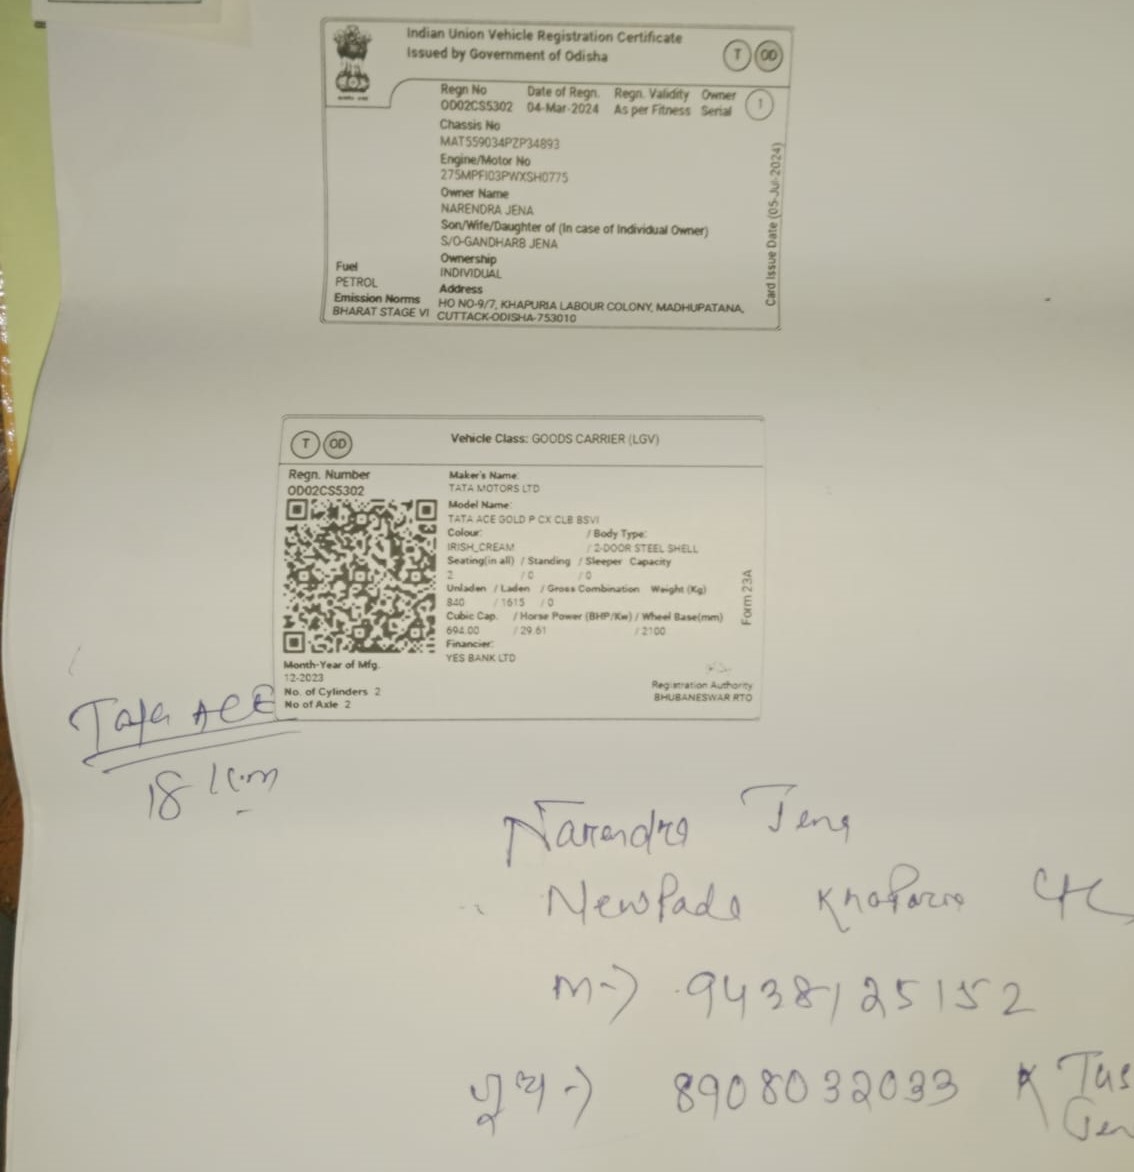 Indian Union Vehicle Registration Certificate
Issued by Government of Odisha
T OD
Regn No Date of Regn. Regn. Validity Owner
OD02CS5302 04-Mar-2024 As per Fitness Serial 1
Chassis No
MAT559034PZP34893
Engine/Motor No
275MPFI03PWXSH0775
Owner Name
NARENDRA JENA
Son/Wife/Daughter of (In case of Individual Owner)
S/O-GANDHARB JENA
Ownership
INDIVIDUAL
Fuel
PETROL
Emission Norms
BHARAT STAGE VI
Address
HO NO-9/7, KHAPURIA LABOUR COLONY, MADHUPATANA,
CUTTACK-ODISHA-753010
Card Issue Date (05-Jul-2024)
T OD
Vehicle Class: GOODS CARRIER (LGV)
Regn. Number
OD02CS5302
Maker's Name:
TATA MOTORS LTD
Model Name:
TATA ACE GOLD P CX CLB BSVI
Colour: / Body Type:
IRISH_CREAM / 2-DOOR STEEL SHELL
Seating(in all) / Standing / Sleeper Capacity
2 / 0 / 0
Unladen / Laden / Gross Combination Weight (Kg)
840 / 1615 / 0
Cubic Cap. / Horse Power (BHP/Kw) / Wheel Base(mm)
694.00 / 29.61 / 2100
Financier:
YES BANK LTD
Form 23A
Month-Year of Mfg.
12-2023
No. of Cylinders 2
No of Axle 2
Registration Authority
BHUBANESWAR RTO
Tata ACE
18 km
Narendra Jena
NewPada Khaparia CTC
M-> 9438125152
-> 8908032033